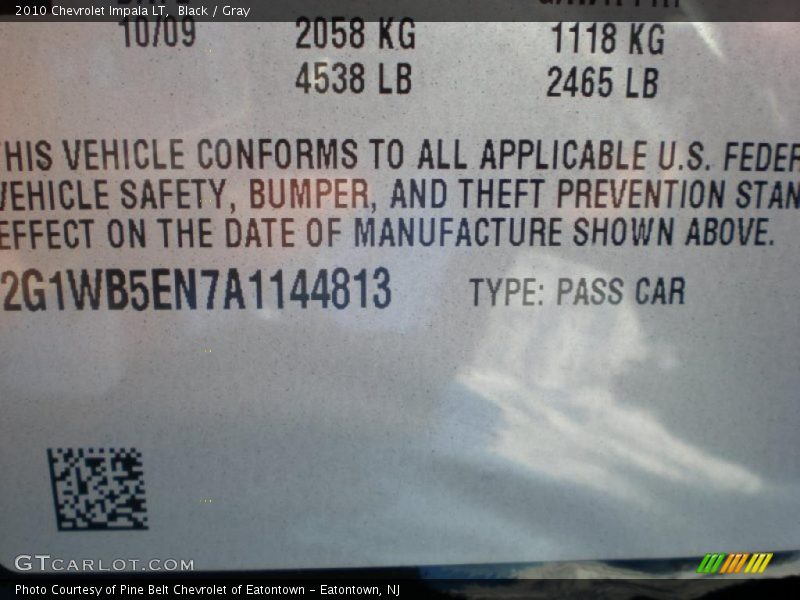 2010 Chevrolet Impala LT, Black / Gray
10/09 2058 KG 1118 KG
4538 LB 2465 LB
THIS VEHICLE CONFORMS TO ALL APPLICABLE U.S. FEDER
VEHICLE SAFETY, BUMPER, AND THEFT PREVENTION STAN
EFFECT ON THE DATE OF MANUFACTURE SHOWN ABOVE.
2G1WB5EN7A1144813 TYPE: PASS CAR
GTCARLOT.COM
Photo Courtesy of Pine Belt Chevrolet of Eatontown - Eatontown, NJ